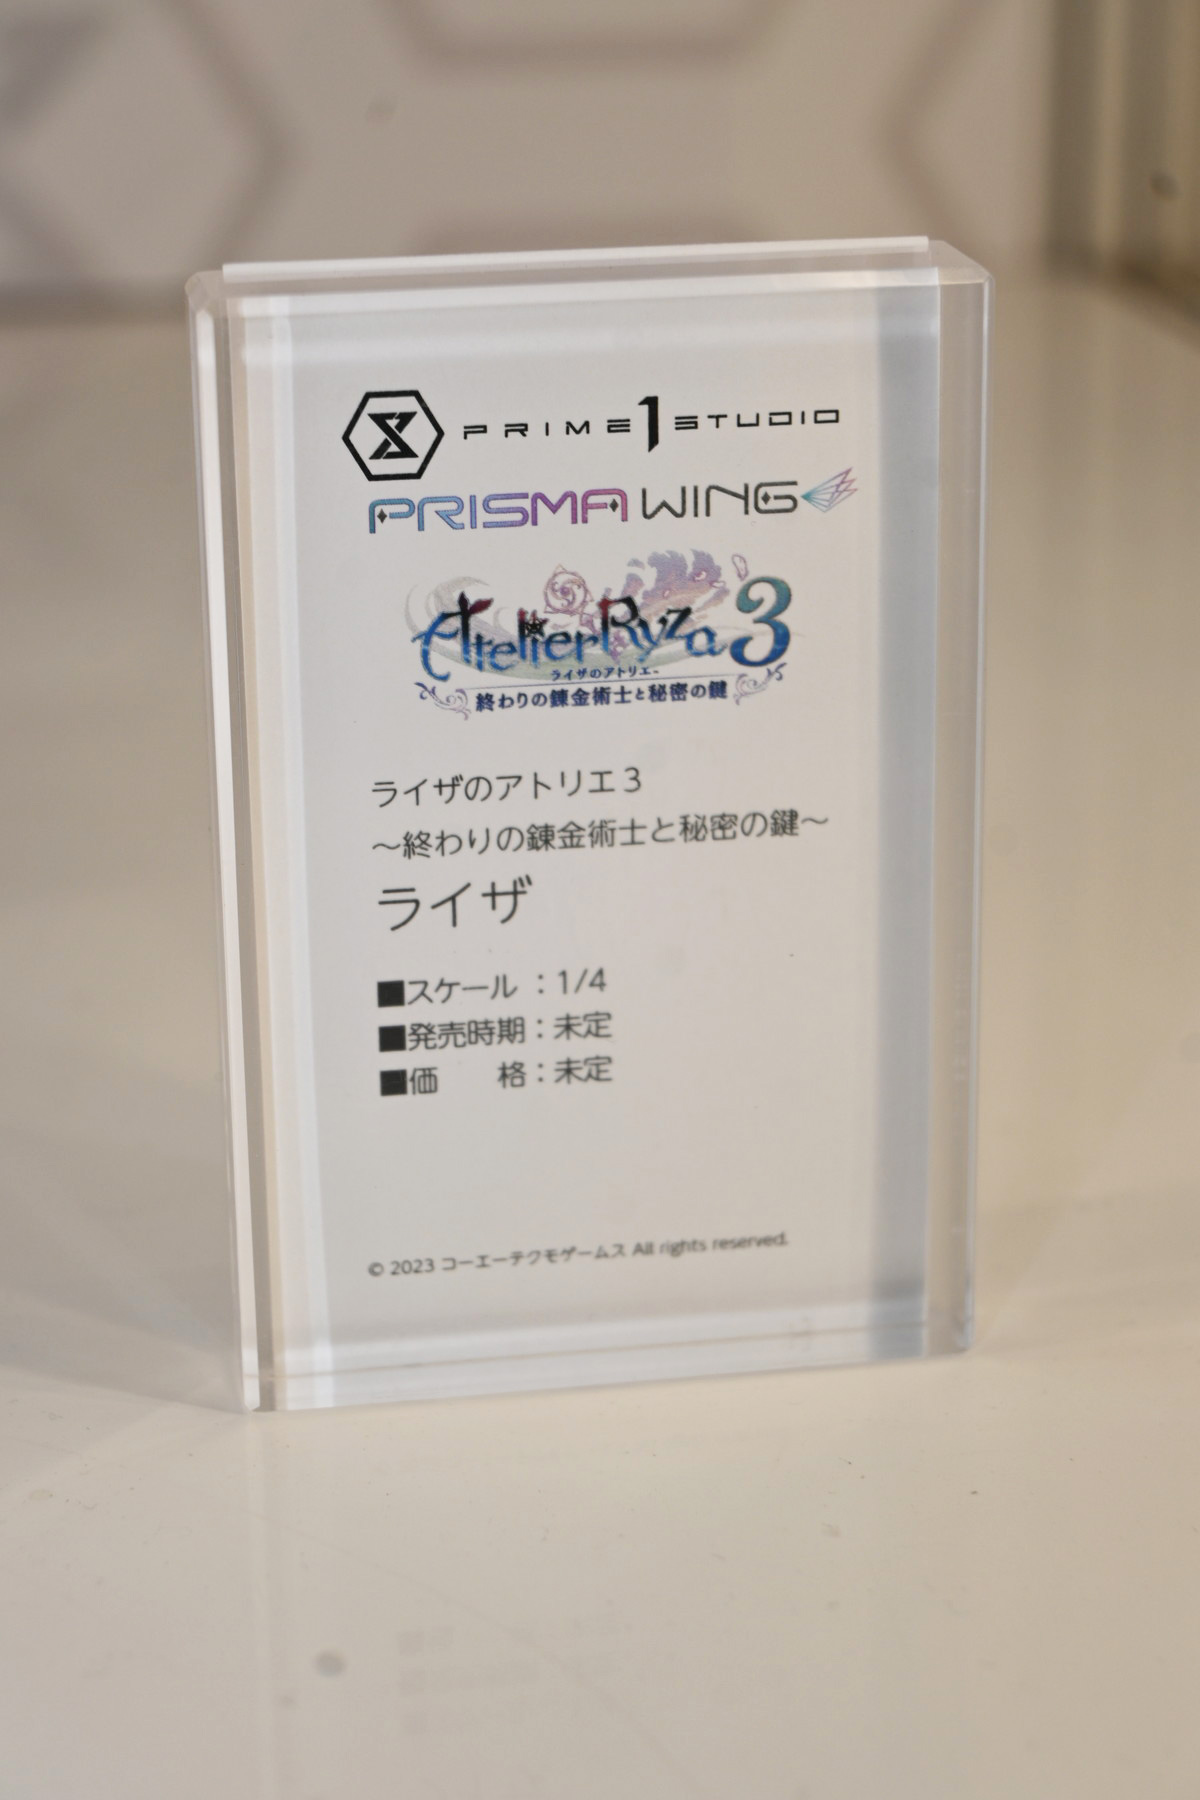 PRIME 1 STUDIO
PRISMA WING
Atelier Ryza 3
ライザのアトリエ
終わりの錬金術士と秘密の鍵
ライザのアトリエ3
～終わりの錬金術士と秘密の鍵～
ライザ
■スケール ：1/4
■発売時期：未定
■価　　格：未定
© 2023 コーエーテクモゲームス All rights reserved.